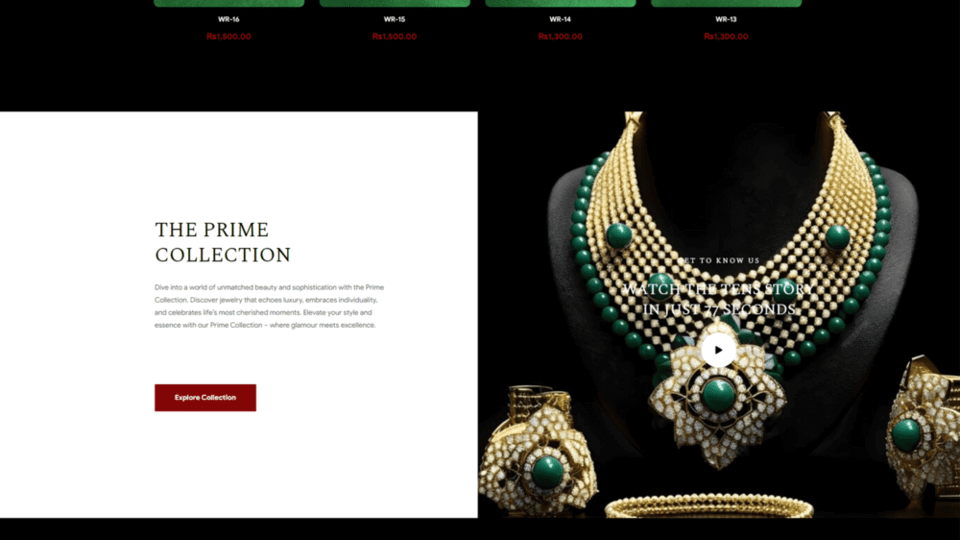 WR-16
WR-15
WR-14
WR-13
Rs1,500.00
Rs1,500.00
Rs1,300.00
Rs1,300.00
THE PRIME
COLLECTION
Dive into a world of unmatched beauty and sophistication with the Prime
Collection. Discover jewelry that echoes luxury, embraces individuality,
and celebrates life's most cherished moments. Elevate your style and
essence with our Prime Collection – where glamour meets excellence.
Explore Collection
GET TO KNOW US
WATCH THE TENS STORY
IN JUST 77 SECONDS